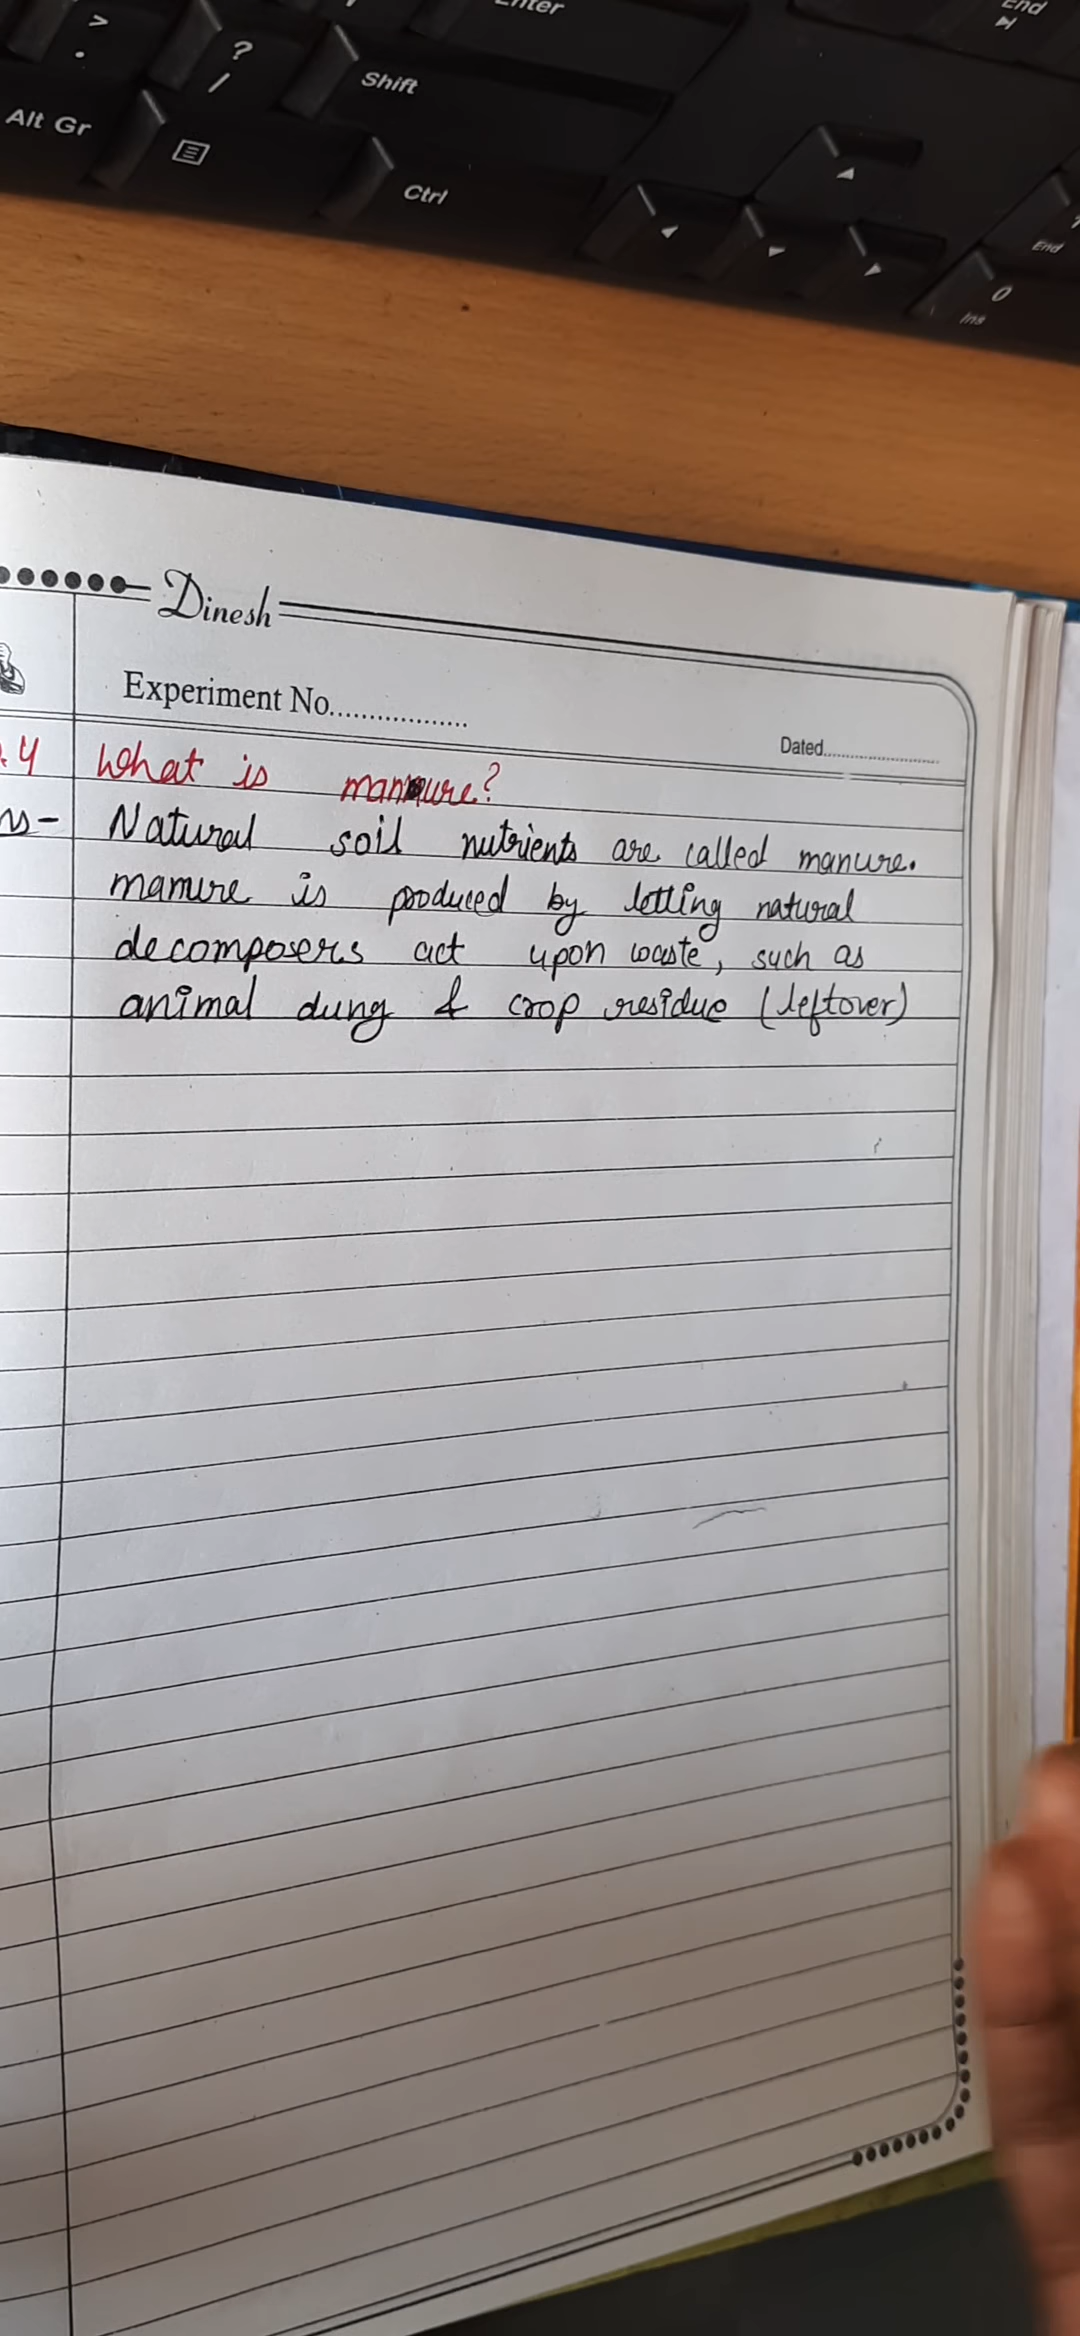 >
.
?
/
Shift
Enter
End
Alt Gr
Ctrl
End
0
Ins
Dinesh
Experiment No..................
Dated..............................
.4 What is manure?
ns- Natural soil nutrients are called manure.
manure is produced by letting natural
decomposers act upon waste, such as
animal dung & crop residue (leftover)